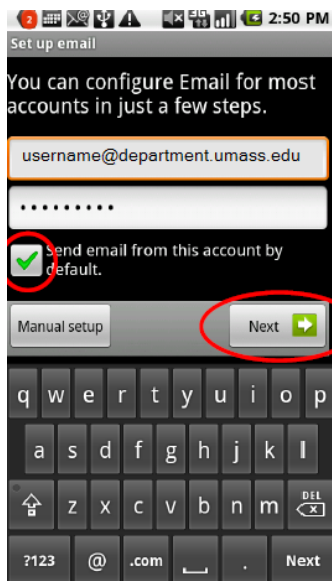 2 3G 2:50 PM
Set up email
You can configure Email for most
accounts in just a few steps.
username@department.umass.edu
•••••••••
Send email from this account by
default.
Manual setup Next
q w e r t y u i o p
a s d f g h j k l
z x c v b n m DEL
?123 @ .com . Next